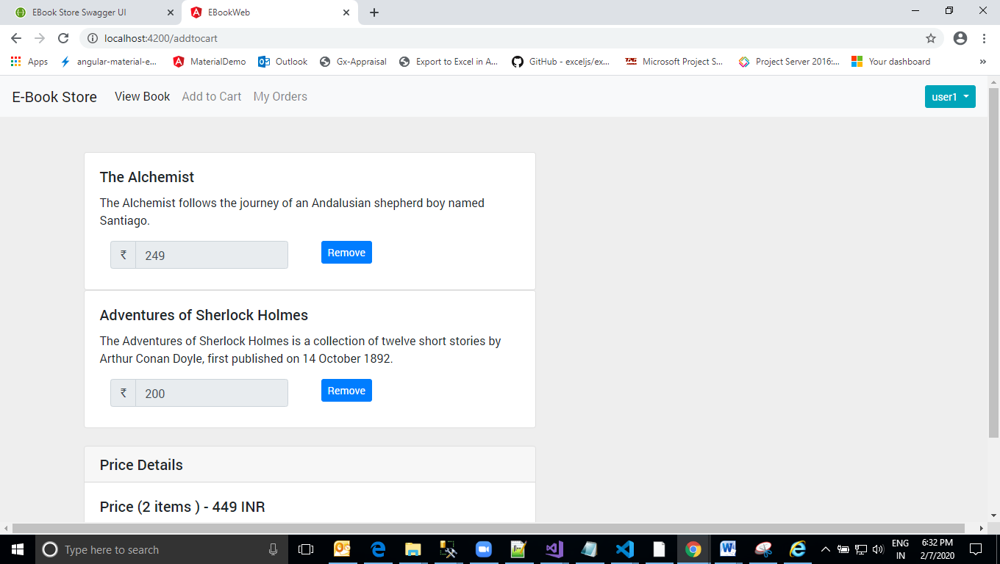 EBook Store Swagger UI
EBookWeb
localhost:4200/addtocart
Apps
angular-material-e...
MaterialDemo
Outlook
Gx-Appraisal
Export to Excel in A...
GitHub - exceljs/ex...
Microsoft Project S...
Project Server 2016:...
Your dashboard
»
E-Book Store
View Book
Add to Cart
My Orders
user1
The Alchemist
The Alchemist follows the journey of an Andalusian shepherd boy named
Santiago.
₹ 249
Remove
Adventures of Sherlock Holmes
The Adventures of Sherlock Holmes is a collection of twelve short stories by
Arthur Conan Doyle, first published on 14 October 1892.
₹ 200
Remove
Price Details
Price (2 items ) - 449 INR
Type here to search
ENG
IN
6:32 PM
2/7/2020